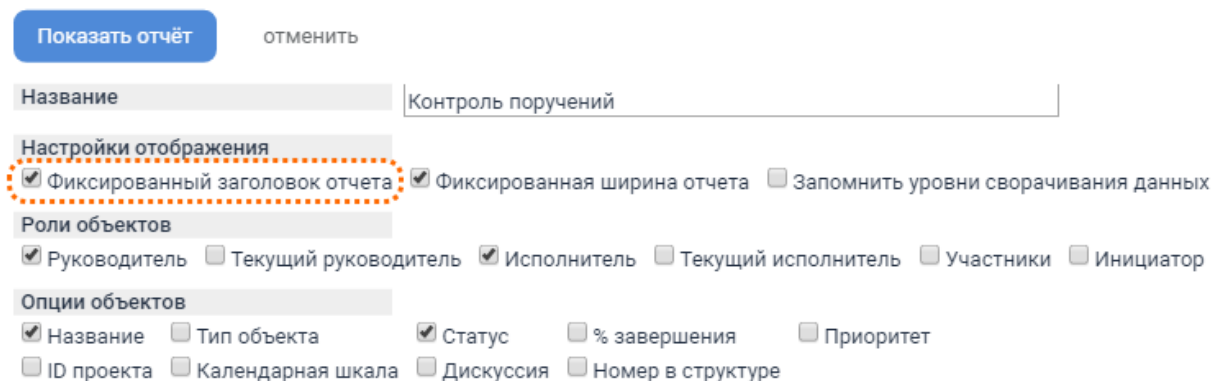 Показать отчёт отменить
Название Контроль поручений
Настройки отображения
Фиксированный заголовок отчета Фиксированная ширина отчета Запомнить уровни сворачивания данных
Роли объектов
Руководитель Текущий руководитель Исполнитель Текущий исполнитель Участники Инициатор
Опции объектов
Название Тип объекта Статус % завершения Приоритет
ID проекта Календарная шкала Дискуссия Номер в структуре